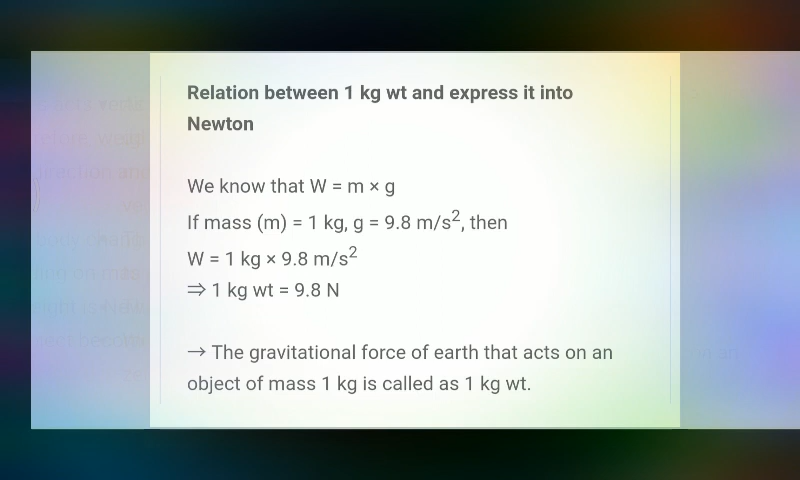 Relation between 1 kg wt and express it into
Newton
We know that W = m × g
If mass (m) = 1 kg, g = 9.8 m/s², then
W = 1 kg × 9.8 m/s²
⇒ 1 kg wt = 9.8 N
→ The gravitational force of earth that acts on an
object of mass 1 kg is called as 1 kg wt.